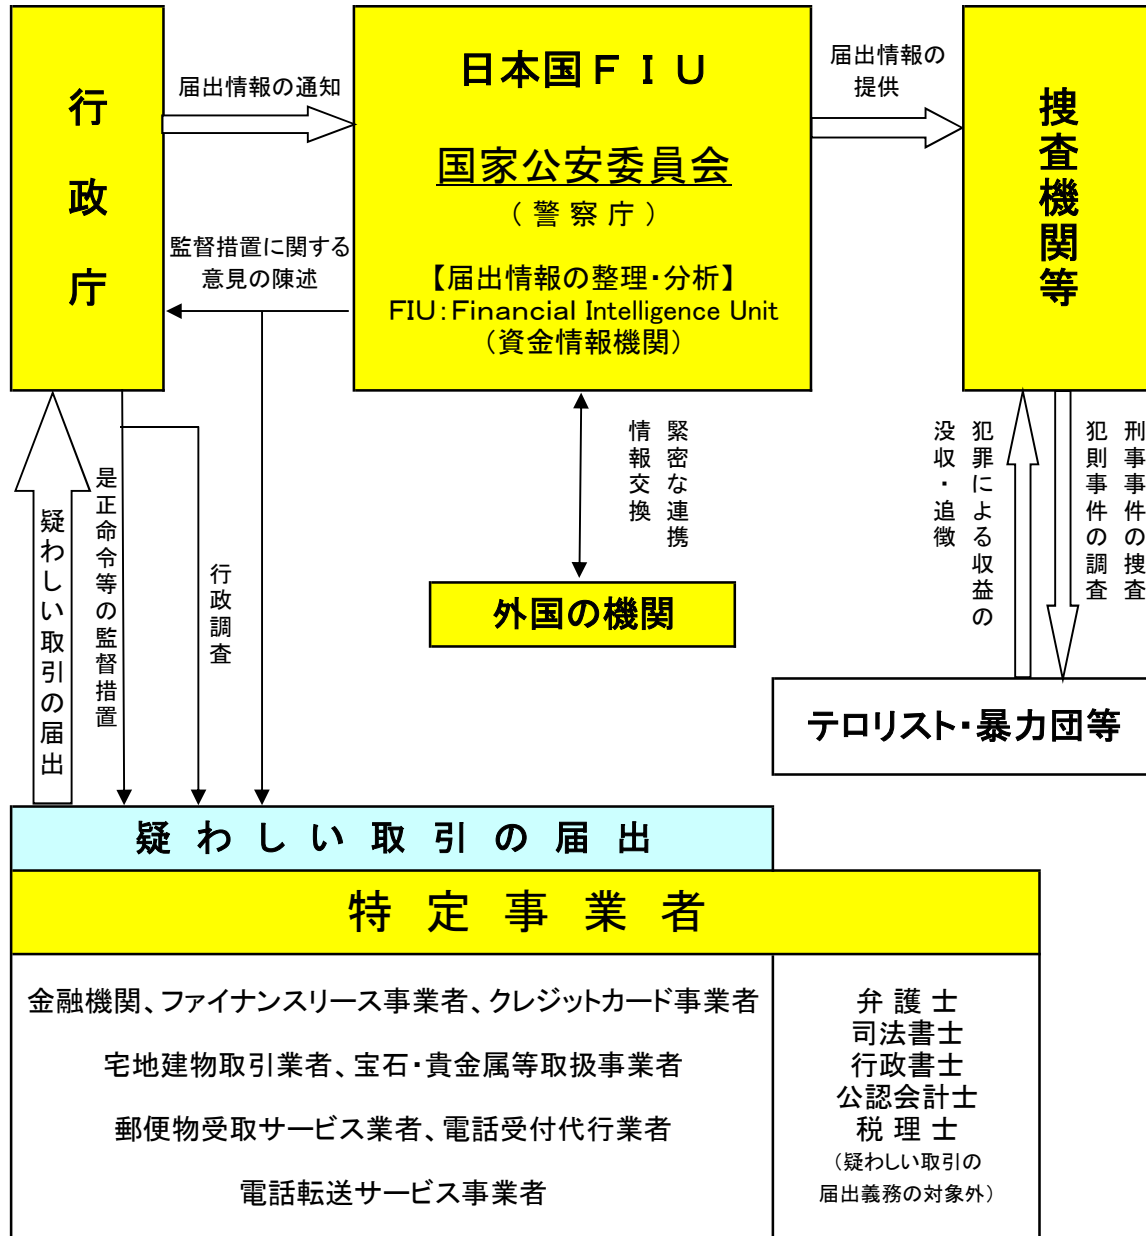 行政庁
届出情報の通知
監督措置に関する
意見の陳述
日本国ＦＩＵ
国家公安委員会
（警察庁）
【届出情報の整理・分析】
FIU：Financial Intelligence Unit
（資金情報機関）
届出情報の
提供
捜査機関等
疑わしい取引の届出
是正命令等の監督措置
行政調査
緊密な連携
情報交換
外国の機関
犯罪による収益の
没収・追徴
刑事事件の捜査
犯則事件の調査
テロリスト・暴力団等
疑わしい取引の届出
特定事業者
金融機関、ファイナンスリース事業者、クレジットカード事業者
宅地建物取引業者、宝石・貴金属等取扱事業者
郵便物受取サービス業者、電話受付代行業者
電話転送サービス事業者
弁護士
司法書士
行政書士
公認会計士
税理士
（疑わしい取引の
届出義務の対象外）